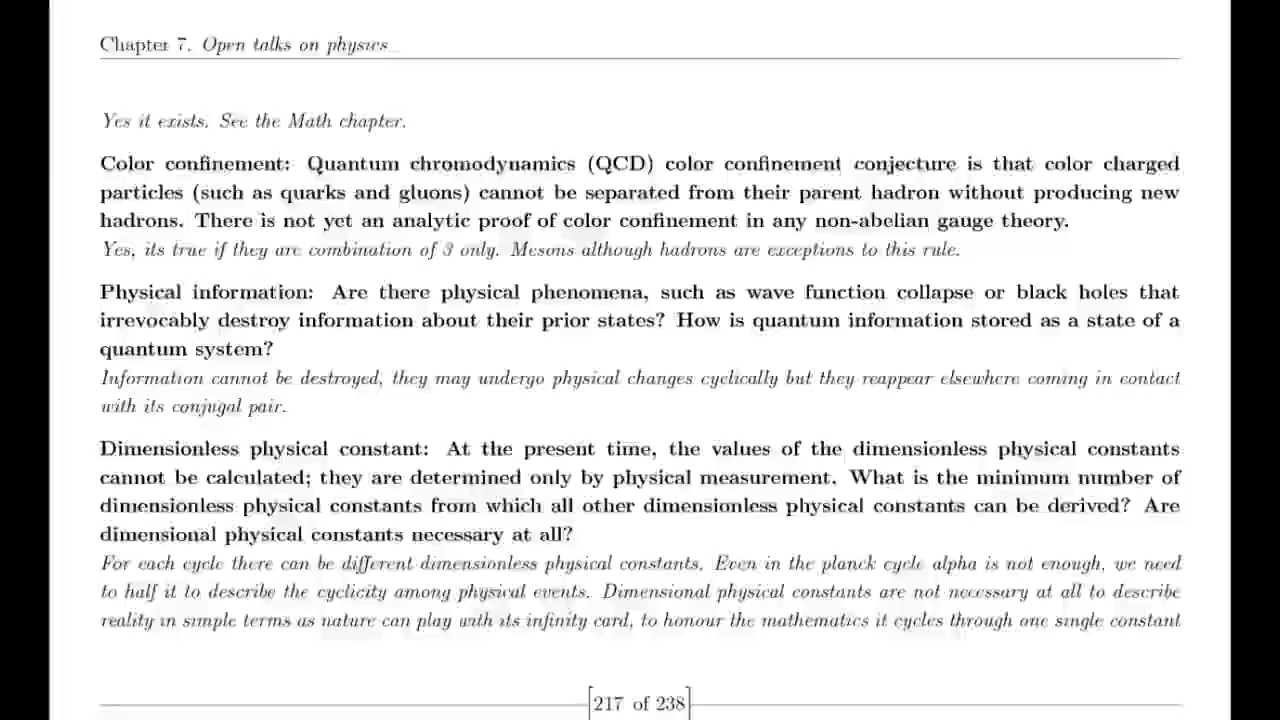 Chapter 7. Open talks on physics
Yes it exists. See the Math chapter.
Color confinement: Quantum chromodynamics (QCD) color confinement conjecture is that color charged
particles (such as quarks and gluons) cannot be separated from their parent hadron without producing new
hadrons. There is not yet an analytic proof of color confinement in any non-abelian gauge theory.
Yes, its true if they are combination of 3 only. Mesons although hadrons are exceptions to this rule.
Physical information: Are there physical phenomena, such as wave function collapse or black holes that
irrevocably destroy information about their prior states? How is quantum information stored as a state of a
quantum system?
Information cannot be destroyed, they may undergo physical changes cyclically but they reappear elsewhere coming in contact
with its conjugal pair.
Dimensionless physical constant: At the present time, the values of the dimensionless physical constants
cannot be calculated; they are determined only by physical measurement. What is the minimum number of
dimensionless physical constants from which all other dimensionless physical constants can be derived? Are
dimensional physical constants necessary at all?
For each cycle there can be different dimensionless physical constants. Even in the planck cycle alpha is not enough, we need
to half it to describe the cyclicity among physical events. Dimensional physical constants are not necessary at all to describe
reality in simple terms as nature can play with its infinity card, to honour the mathematics it cycles through one single constant
217 of 238